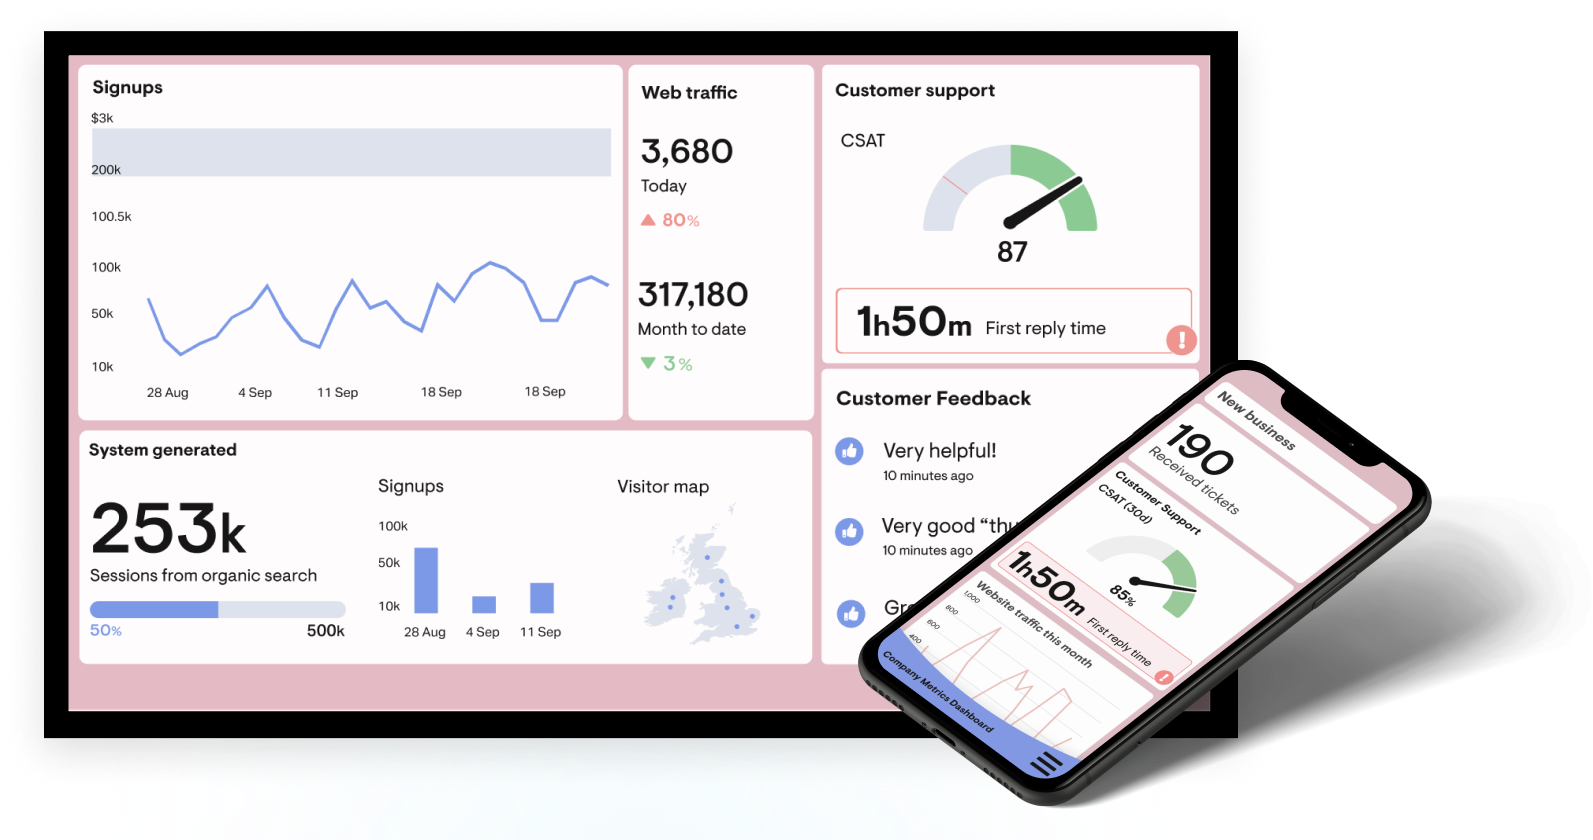 Signups
$3k
200k
100.5k
100k
50k
10k
28 Aug 4 Sep 11 Sep 18 Sep 18 Sep
Web traffic
3,680
Today
80%
317,180
Month to date
3%
Customer support
CSAT
87
1h50m First reply time
!
Customer Feedback
Very helpful!
10 minutes ago
Very good “thu
10 minutes ago
Gre
System generated
253k
Sessions from organic search
50% 500k
Signups
100k
50k
10k
28 Aug 4 Sep 11 Sep
Visitor map
New business
190
Received tickets
Customer Support
CSAT (30d)
85%
1h50m First reply time
!
Website traffic this month
1,000
800
600
400
Company Metrics Dashboard